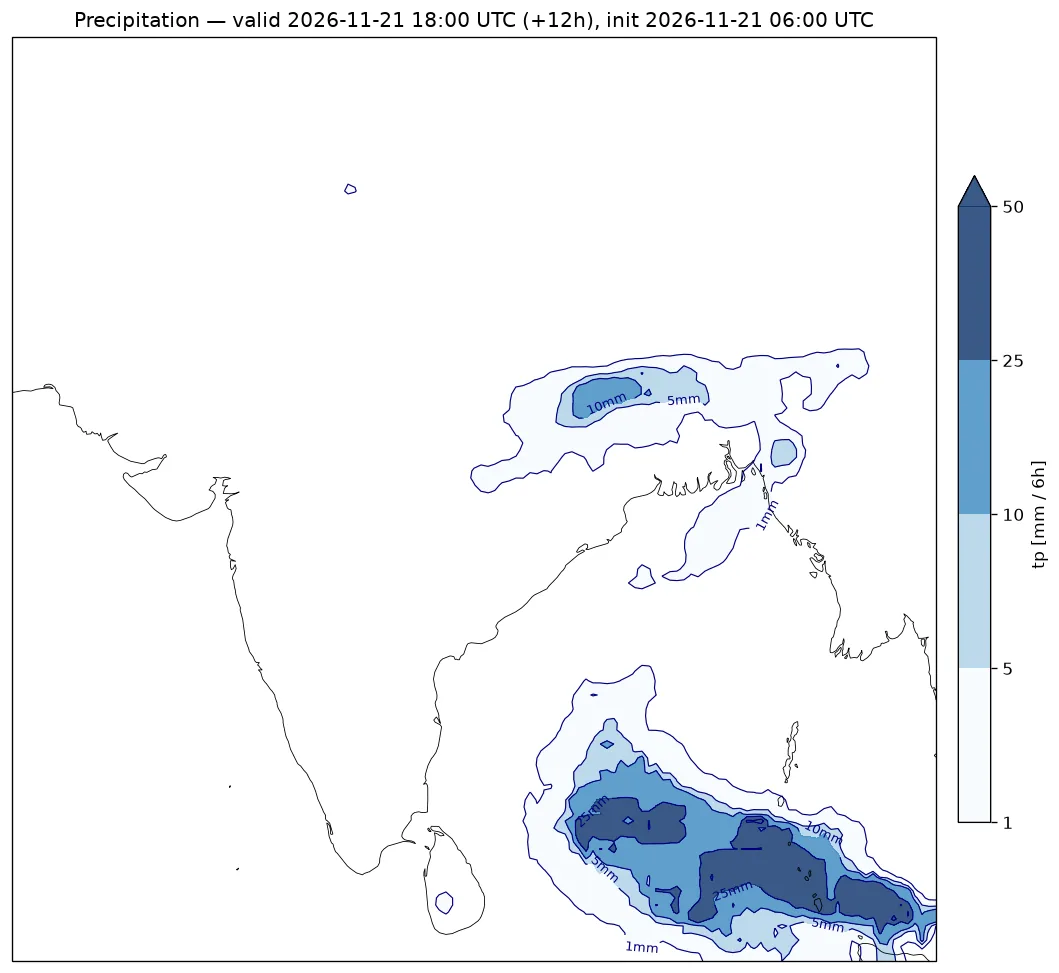 Precipitation — valid 2026-11-21 18:00 UTC (+12h), init 2026-11-21 06:00 UTC
50
25
10
5
1
tp [mm / 6h]
10mm
5mm
1mm
25mm
10mm
5mm
25mm
5mm
1mm